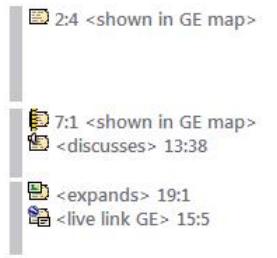 2:4 <shown in GE map>
7:1 <shown in GE map>
<discusses> 13:38
<expands> 19:1
<live link GE> 15:5